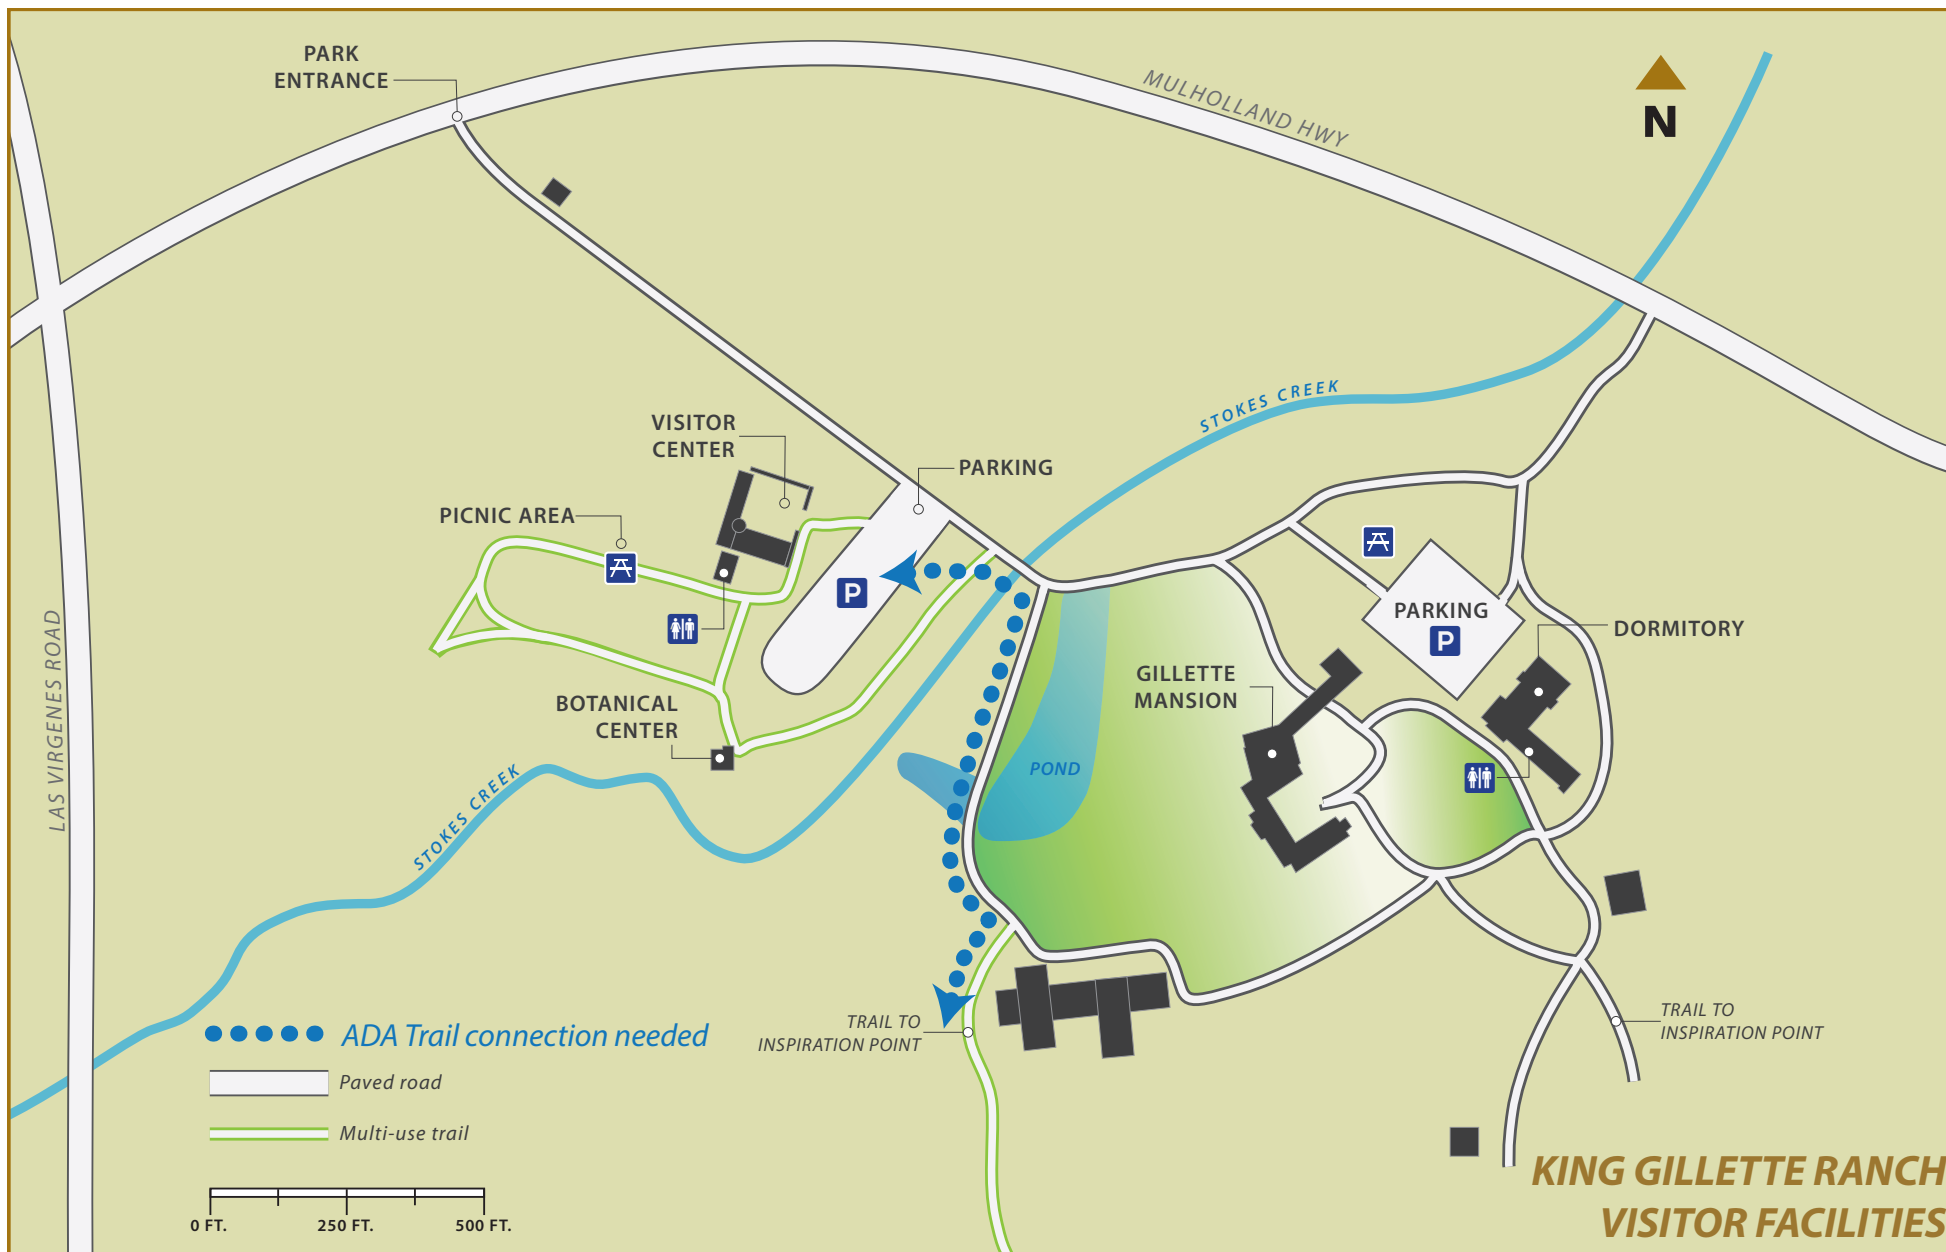 PARK
ENTRANCE
MULHOLLAND HWY
N
STOKES CREEK
VISITOR
CENTER
PARKING
PICNIC AREA
P
PARKING
P
DORMITORY
GILLETTE
MANSION
BOTANICAL
CENTER
POND
LAS VIRGENES ROAD
STOKES CREEK
TRAIL TO
INSPIRATION POINT
TRAIL TO
INSPIRATION POINT
ADA Trail connection needed
Paved road
Multi-use trail
0 FT.
250 FT.
500 FT.
KING GILLETTE RANCH
VISITOR FACILITIES